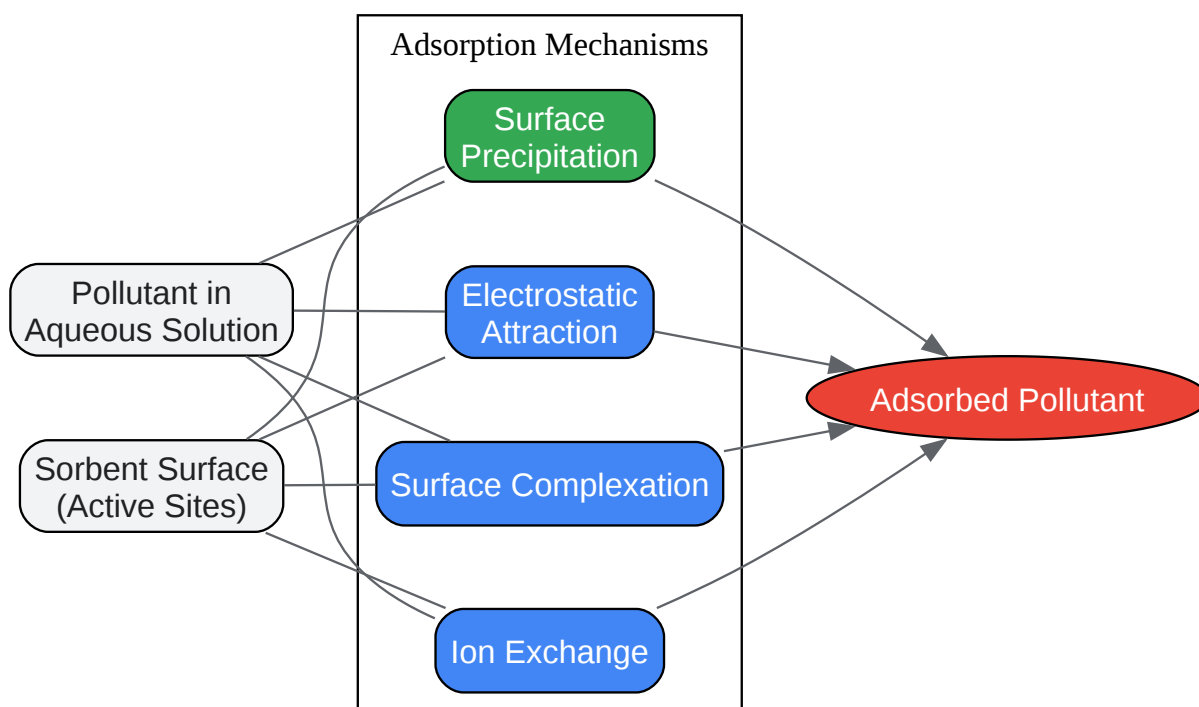 Adsorption Mechanisms
Surface
Precipitation
Pollutant in
Aqueous Solution
Electrostatic
Attraction
Adsorbed Pollutant
Sorbent Surface
(Active Sites)
Surface Complexation
Ion Exchange